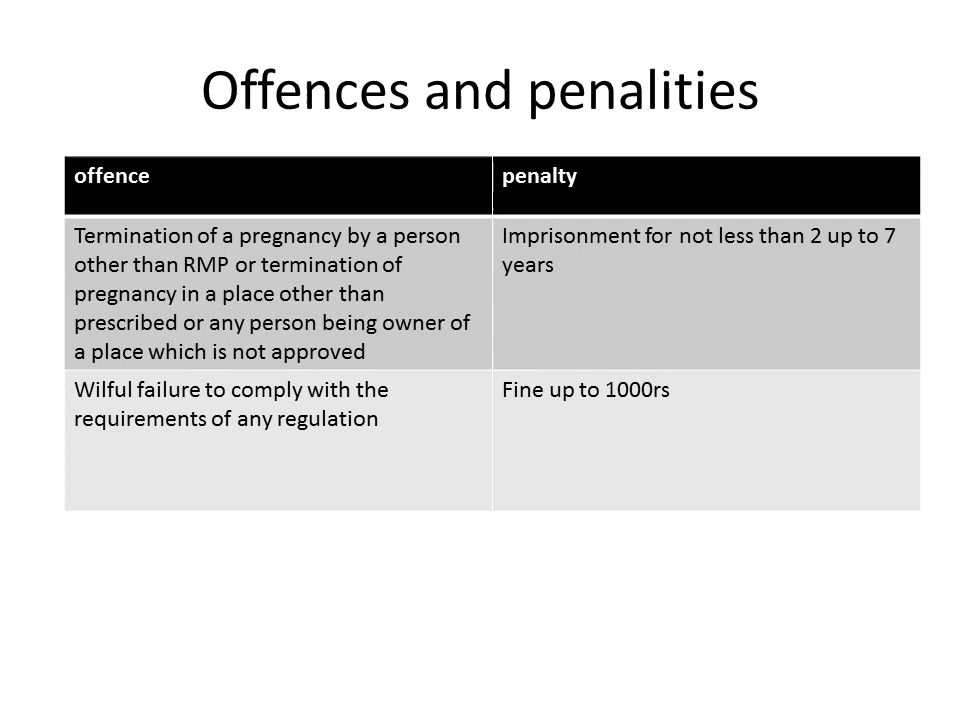 Offences and penalities
offence
penalty
Termination of a pregnancy by a person
other than RMP or termination of
pregnancy in a place other than
prescribed or any person being owner of
a place which is not approved
Imprisonment for not less than 2 up to 7
years
Wilful failure to comply with the
requirements of any regulation
Fine up to 1000rs